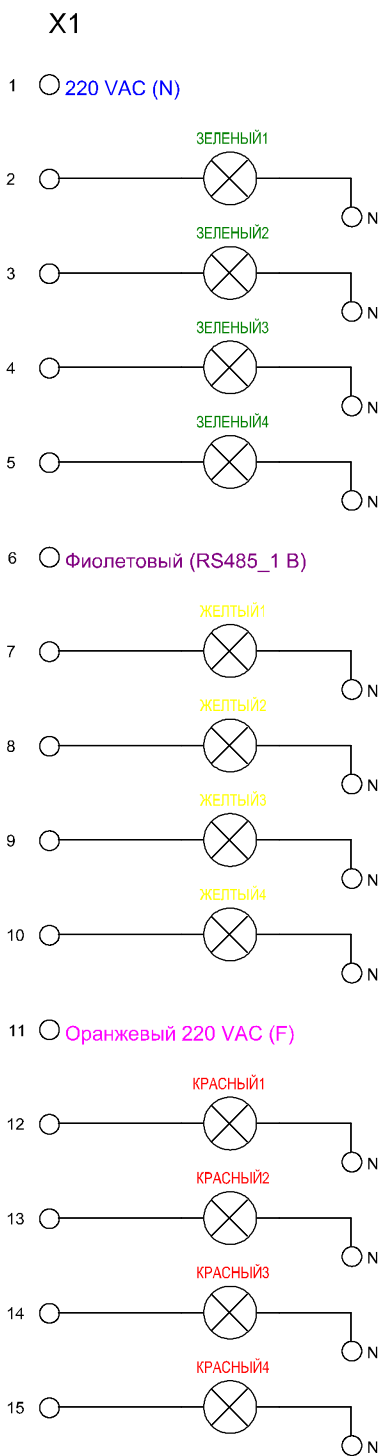 X1
1 220 VAC (N)
ЗЕЛЕНЫЙ1
2
N
ЗЕЛЕНЫЙ2
3
N
ЗЕЛЕНЫЙ3
4
N
ЗЕЛЕНЫЙ4
5
N
6 Фиолетовый (RS485_1 B)
ЖЕЛТЫЙ1
7
N
ЖЕЛТЫЙ2
8
N
ЖЕЛТЫЙ3
9
N
ЖЕЛТЫЙ4
10
N
11 Оранжевый 220 VAC (F)
КРАСНЫЙ1
12
N
КРАСНЫЙ2
13
N
КРАСНЫЙ3
14
N
КРАСНЫЙ4
15
N